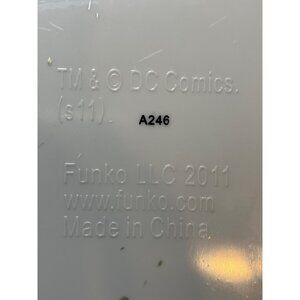 TM & © DC Comics.
(s11).
A246
Funko LLC 2011
www.funko.com
Made in China